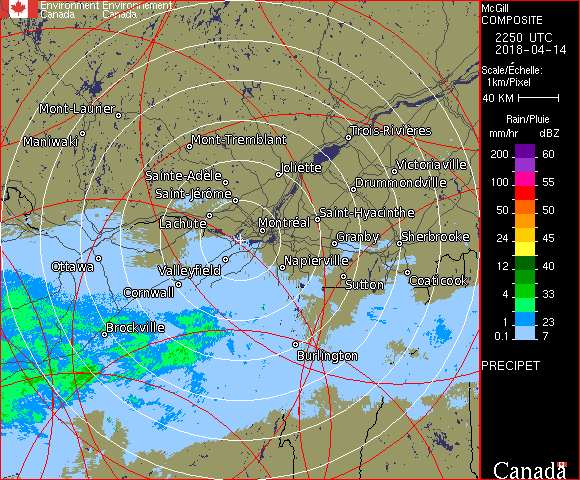 Environment Environnement
Canada Canada
McGill
COMPOSITE
2250 UTC
2018-04-14
Scale/Échelle:
1km/Pixel
40 KM
Rain/Pluie
mm/hr dBZ
200 60
100 55
50 50
24 45
12 40
4 33
1 23
0.1 7
PRECIPET
Canada
Mont-Laurier
Maniwaki
Mont-Tremblant
Trois-Rivières
Joliette
Victoriaville
Sainte-Adèle
Drummondville
Saint-Jérôme
Lachute
Saint-Hyacinthe
Montréal
Granby
Sherbrooke
Ottawa
Valleyfield
Napierville
Cornwall
Sutton
Coaticook
Brockville
Burlington